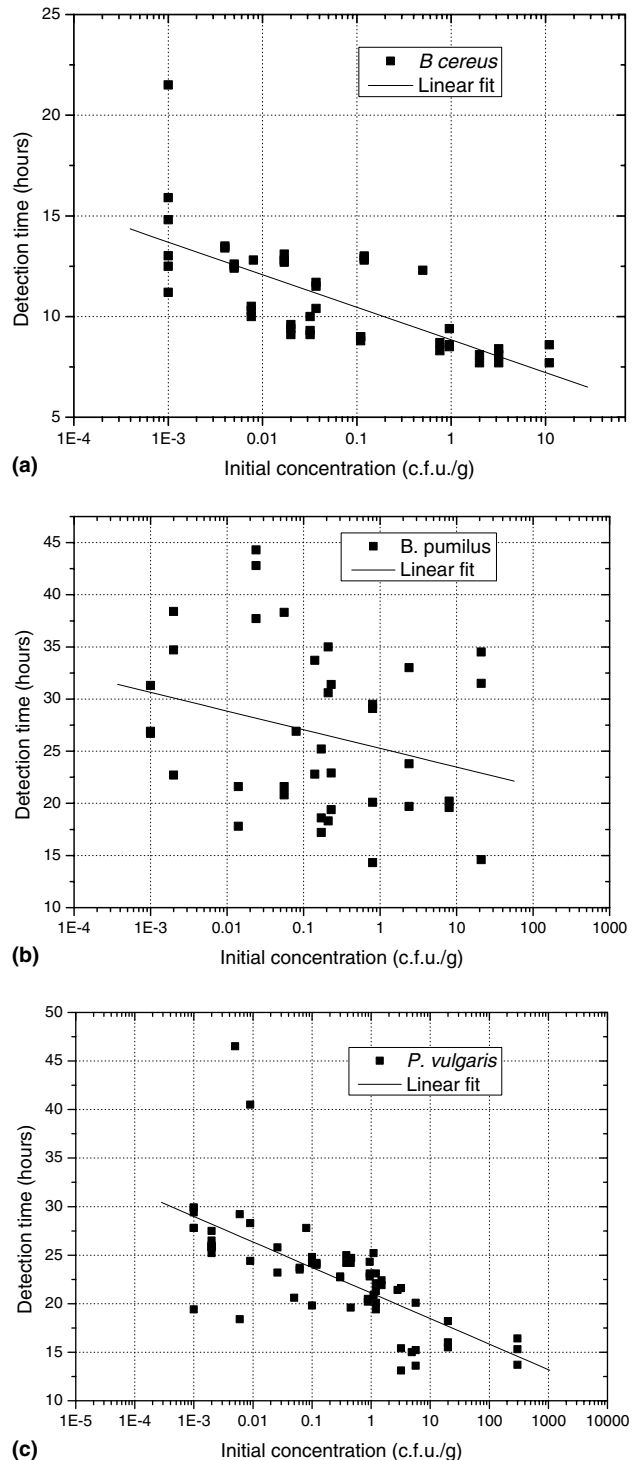 25
B cereus
Linear fit
20
Detection time (hours)
15
10
5
1E-4 1E-3 0.01 0.1 1 10
(a) Initial concentration (c.f.u./g)
45
B. pumilus
Linear fit
40
35
Detection time (hours)
30
25
20
15
10
1E-4 1E-3 0.01 0.1 1 10 100 1000
(b) Initial concentration (c.f.u./g)
50
P. vulgaris
Linear fit
45
40
35
Detection time (hours)
30
25
20
15
10
1E-5 1E-4 1E-3 0.01 0.1 1 10 100 1000 10000
(c) Initial concentration (c.f.u./g)